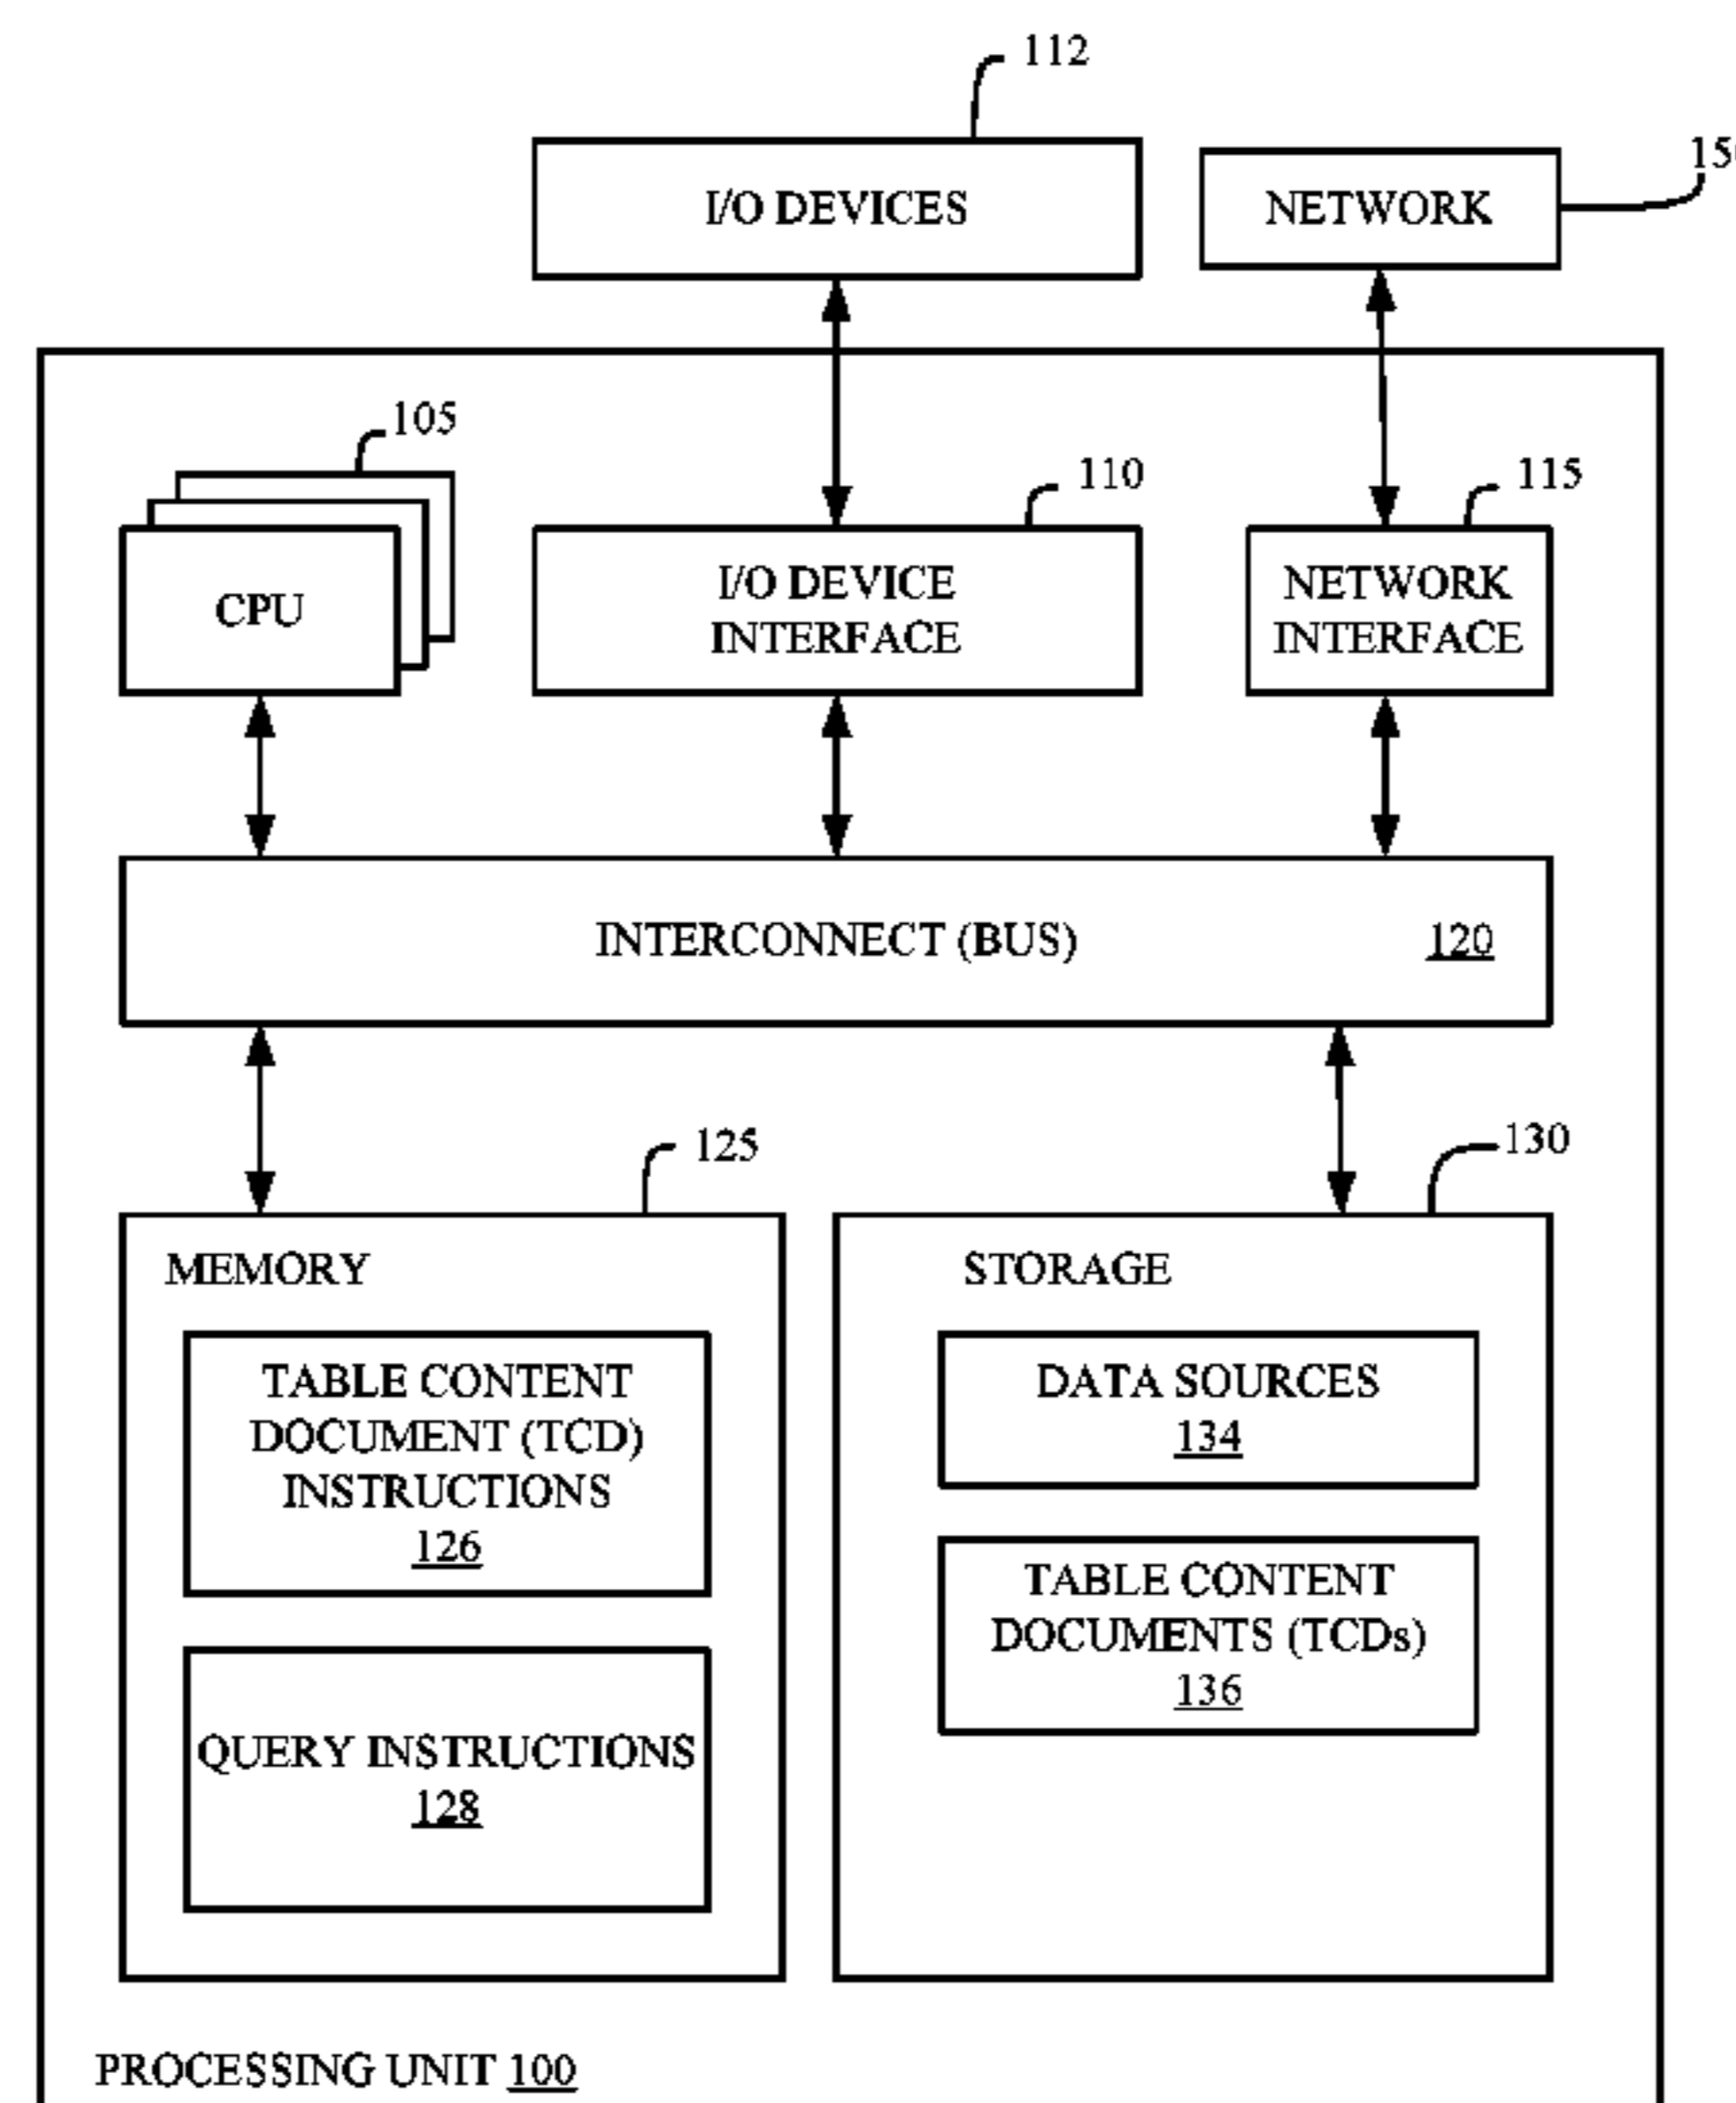 112
I/O DEVICES
NETWORK
105
110
115
CPU
I/O DEVICE
INTERFACE
NETWORK
INTERFACE
INTERCONNECT (BUS)
120
125
130
MEMORY
TABLE CONTENT
DOCUMENT (TCD)
INSTRUCTIONS
126
QUERY INSTRUCTIONS
128
STORAGE
DATA SOURCES
134
TABLE CONTENT
DOCUMENTS (TCDs)
136
PROCESSING UNIT 100